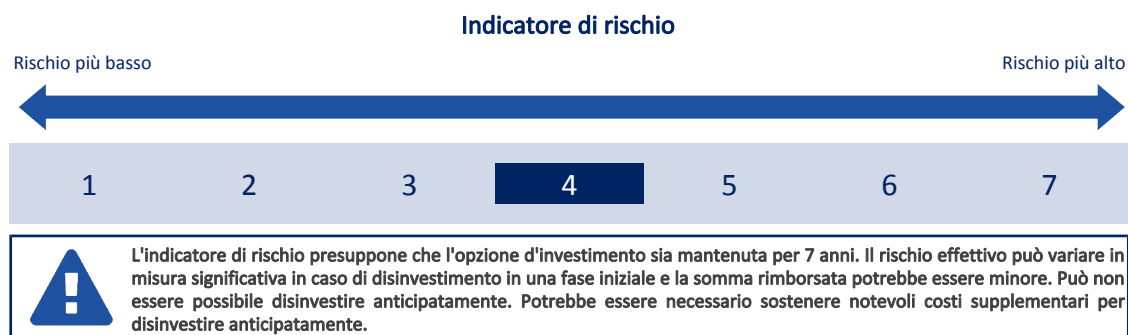 Indicatore di rischio
Rischio più basso
Rischio più alto
1 2 3 4 5 6 7
L'indicatore di rischio presuppone che l'opzione d'investimento sia mantenuta per 7 anni. Il rischio effettivo può variare in
misura significativa in caso di disinvestimento in una fase iniziale e la somma rimborsata potrebbe essere minore. Può non
essere possibile disinvestire anticipatamente. Potrebbe essere necessario sostenere notevoli costi supplementari per
disinvestire anticipatamente.